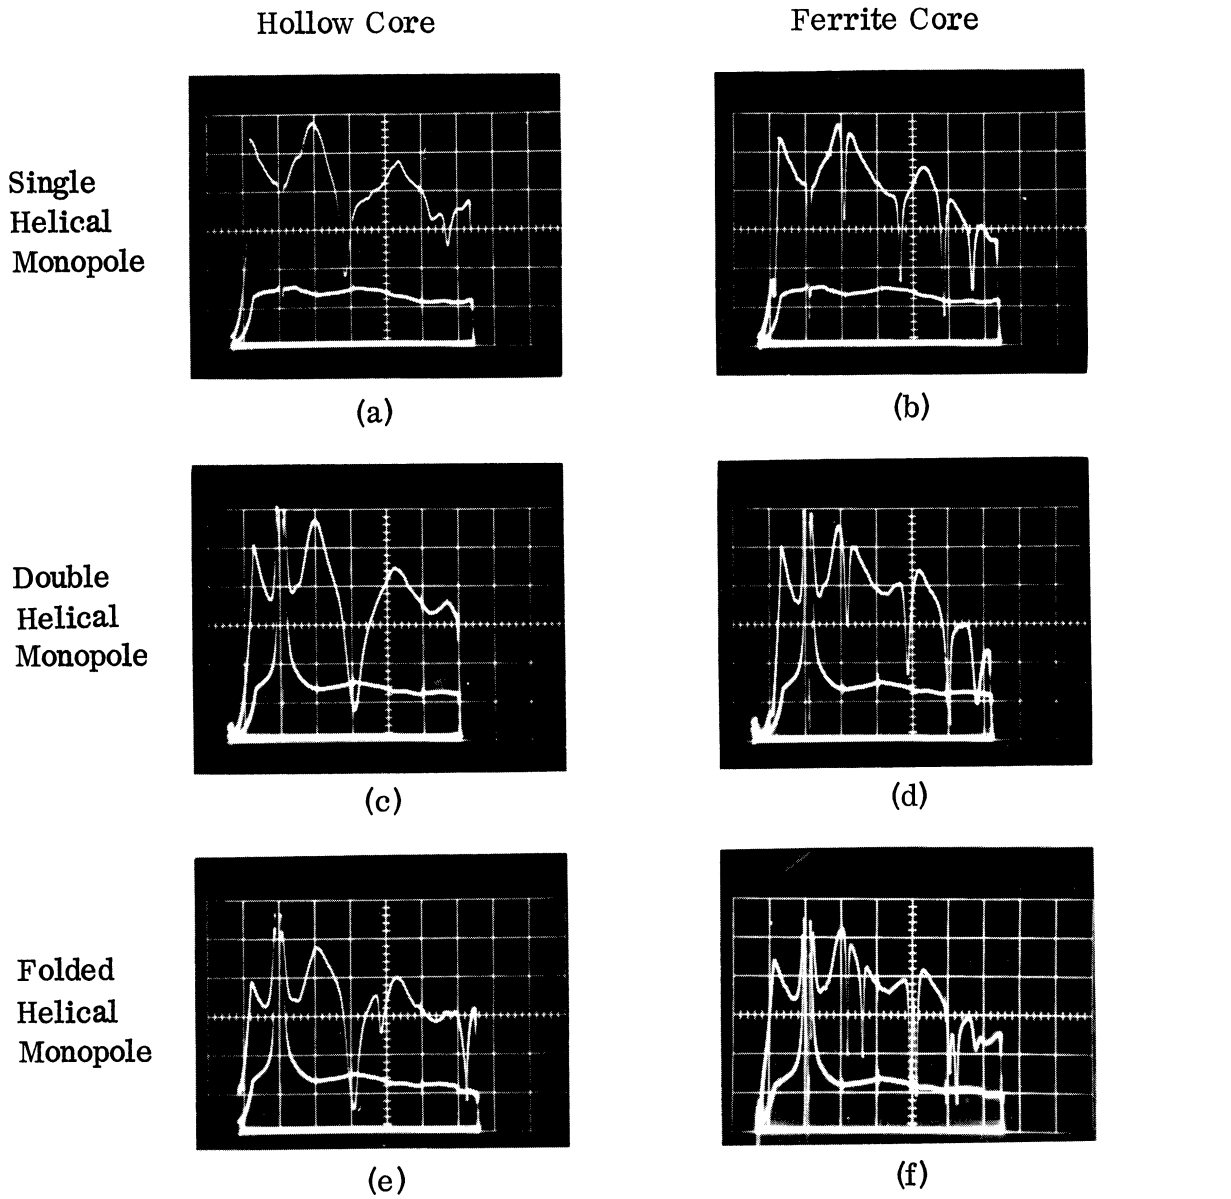 Hollow Core
Ferrite Core
Single
Helical
Monopole
(a)
(b)
Double
Helical
Monopole
(c)
(d)
Folded
Helical
Monopole
(e)
(f)